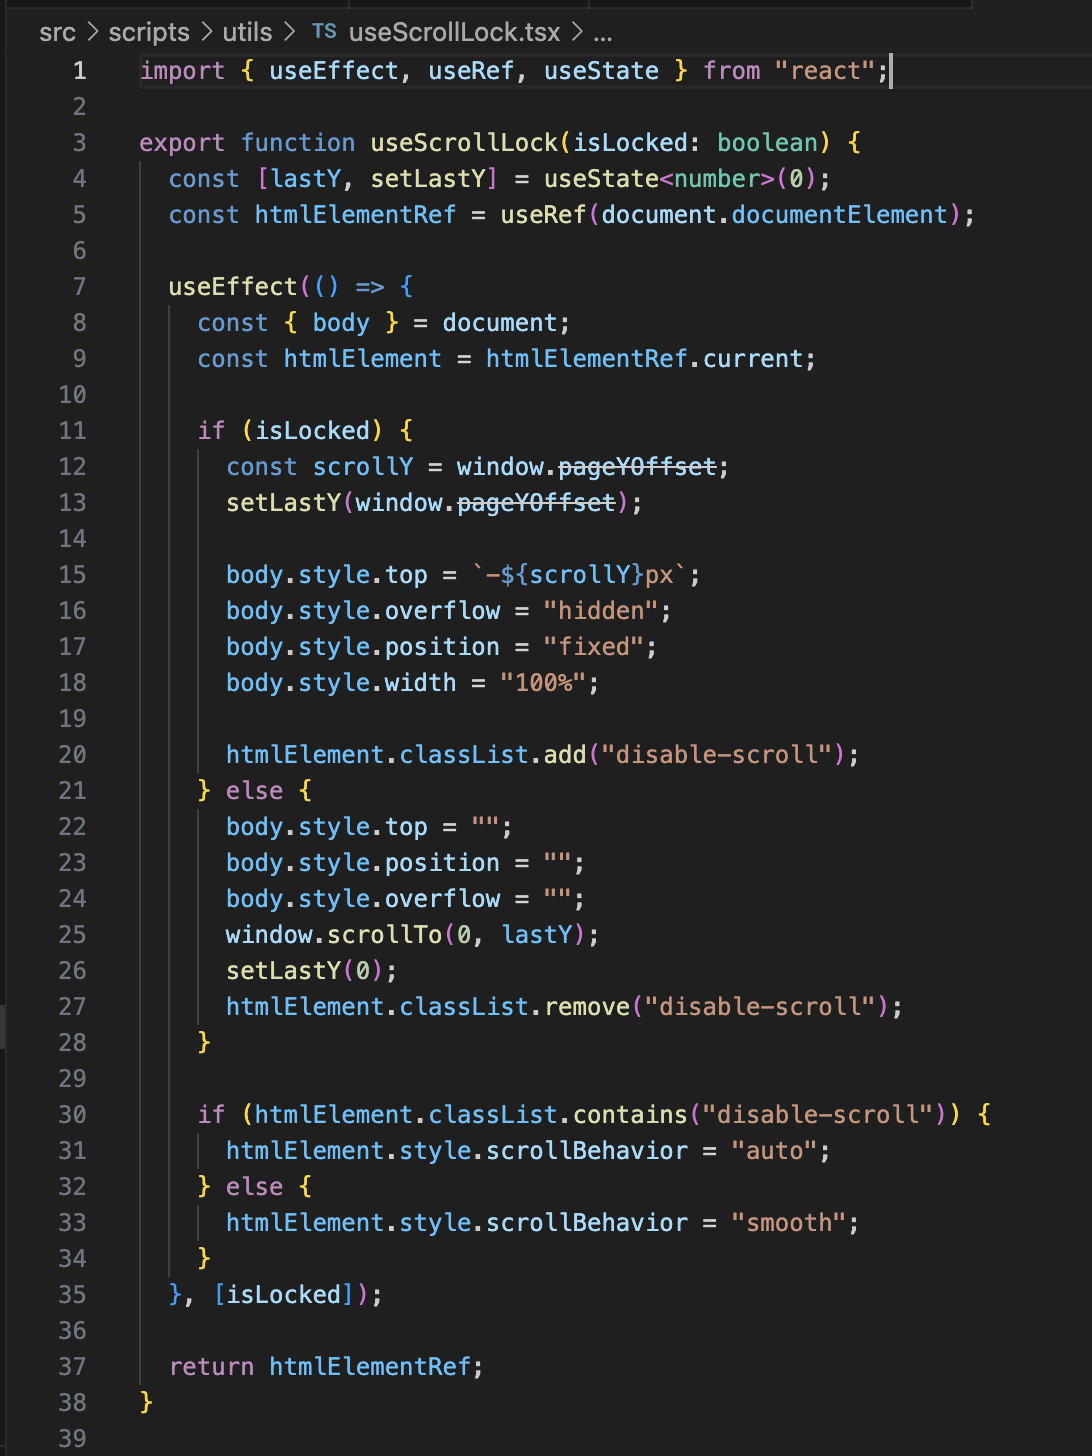 src > scripts > utils > TS useScrollLock.tsx > ...
1 import { useEffect, useRef, useState } from "react";
2
3 export function useScrollLock(isLocked: boolean) {
4   const [lastY, setLastY] = useState<number>(0);
5   const htmlElementRef = useRef(document.documentElement);
6
7   useEffect(() => {
8     const { body } = document;
9     const htmlElement = htmlElementRef.current;
10
11     if (isLocked) {
12       const scrollY = window.pageYOffset;
13       setLastY(window.pageYOffset);
14
15       body.style.top = `-${scrollY}px`;
16       body.style.overflow = "hidden";
17       body.style.position = "fixed";
18       body.style.width = "100%";
19
20       htmlElement.classList.add("disable-scroll");
21     } else {
22       body.style.top = "";
23       body.style.position = "";
24       body.style.overflow = "";
25       window.scrollTo(0, lastY);
26       setLastY(0);
27       htmlElement.classList.remove("disable-scroll");
28     }
29
30     if (htmlElement.classList.contains("disable-scroll")) {
31       htmlElement.style.scrollBehavior = "auto";
32     } else {
33       htmlElement.style.scrollBehavior = "smooth";
34     }
35   }, [isLocked]);
36
37   return htmlElementRef;
38 }
39